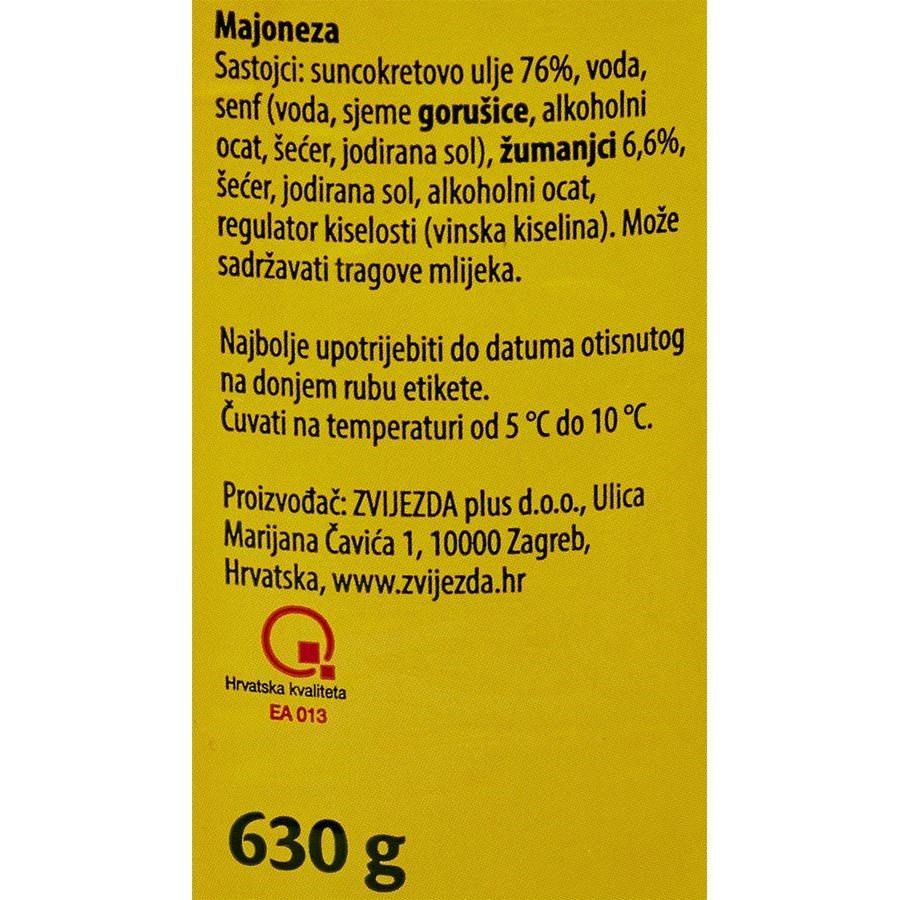 Majoneza
Sastojci: suncokretovo ulje 76%, voda,
senf (voda, sjeme gorušice, alkoholni
ocat, šećer, jodirana sol), žumanjci 6,6%,
šećer, jodirana sol, alkoholni ocat,
regulator kiselosti (vinska kiselina). Može
sadržavati tragove mlijeka.
Najbolje upotrijebiti do datuma otisnutog
na donjem rubu etikete.
Čuvati na temperaturi od 5 °C do 10 °C.
Proizvođač: ZVIJEZDA plus d.o.o., Ulica
Marijana Čavića 1, 10000 Zagreb,
Hrvatska, www.zvijezda.hr
Hrvatska kvaliteta
EA 013
630 g